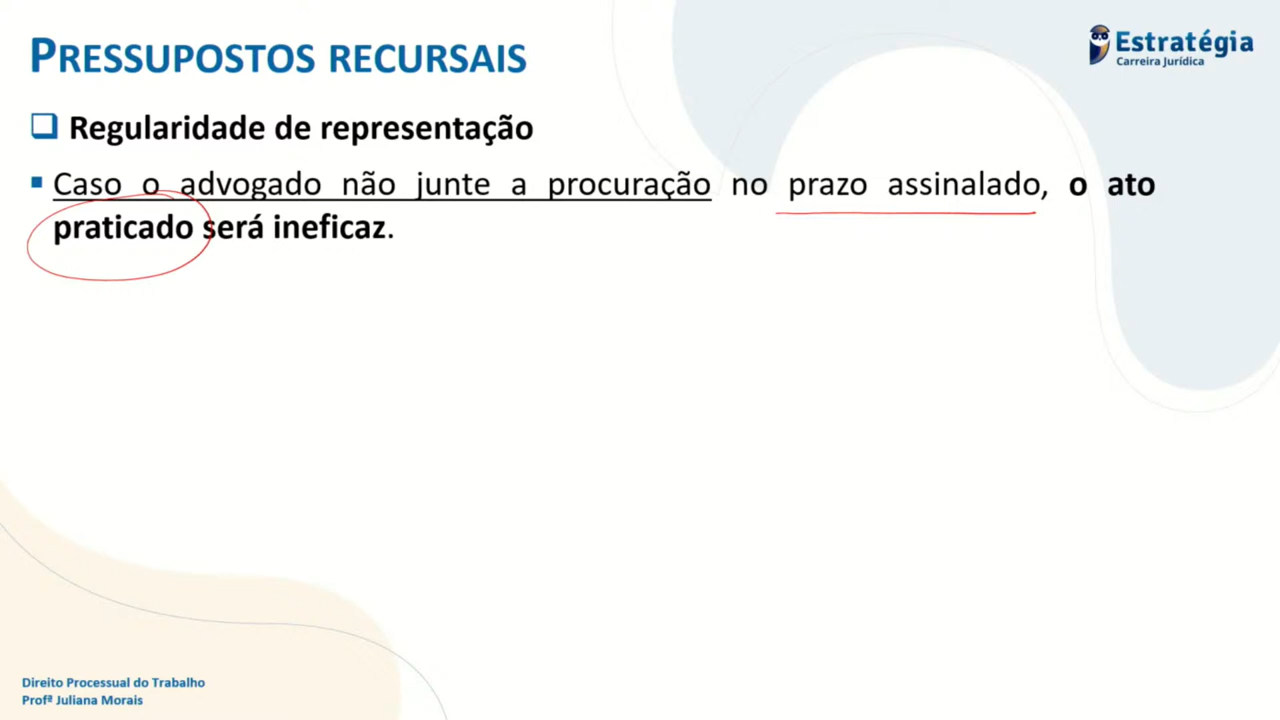 PRESSUPOSTOS RECURSAIS
Estratégia
Carreira Jurídica
Regularidade de representação
Caso o advogado não junte a procuração no prazo assinalado, o ato
praticado será ineficaz.
Direito Processual do Trabalho
Profª Juliana Morais